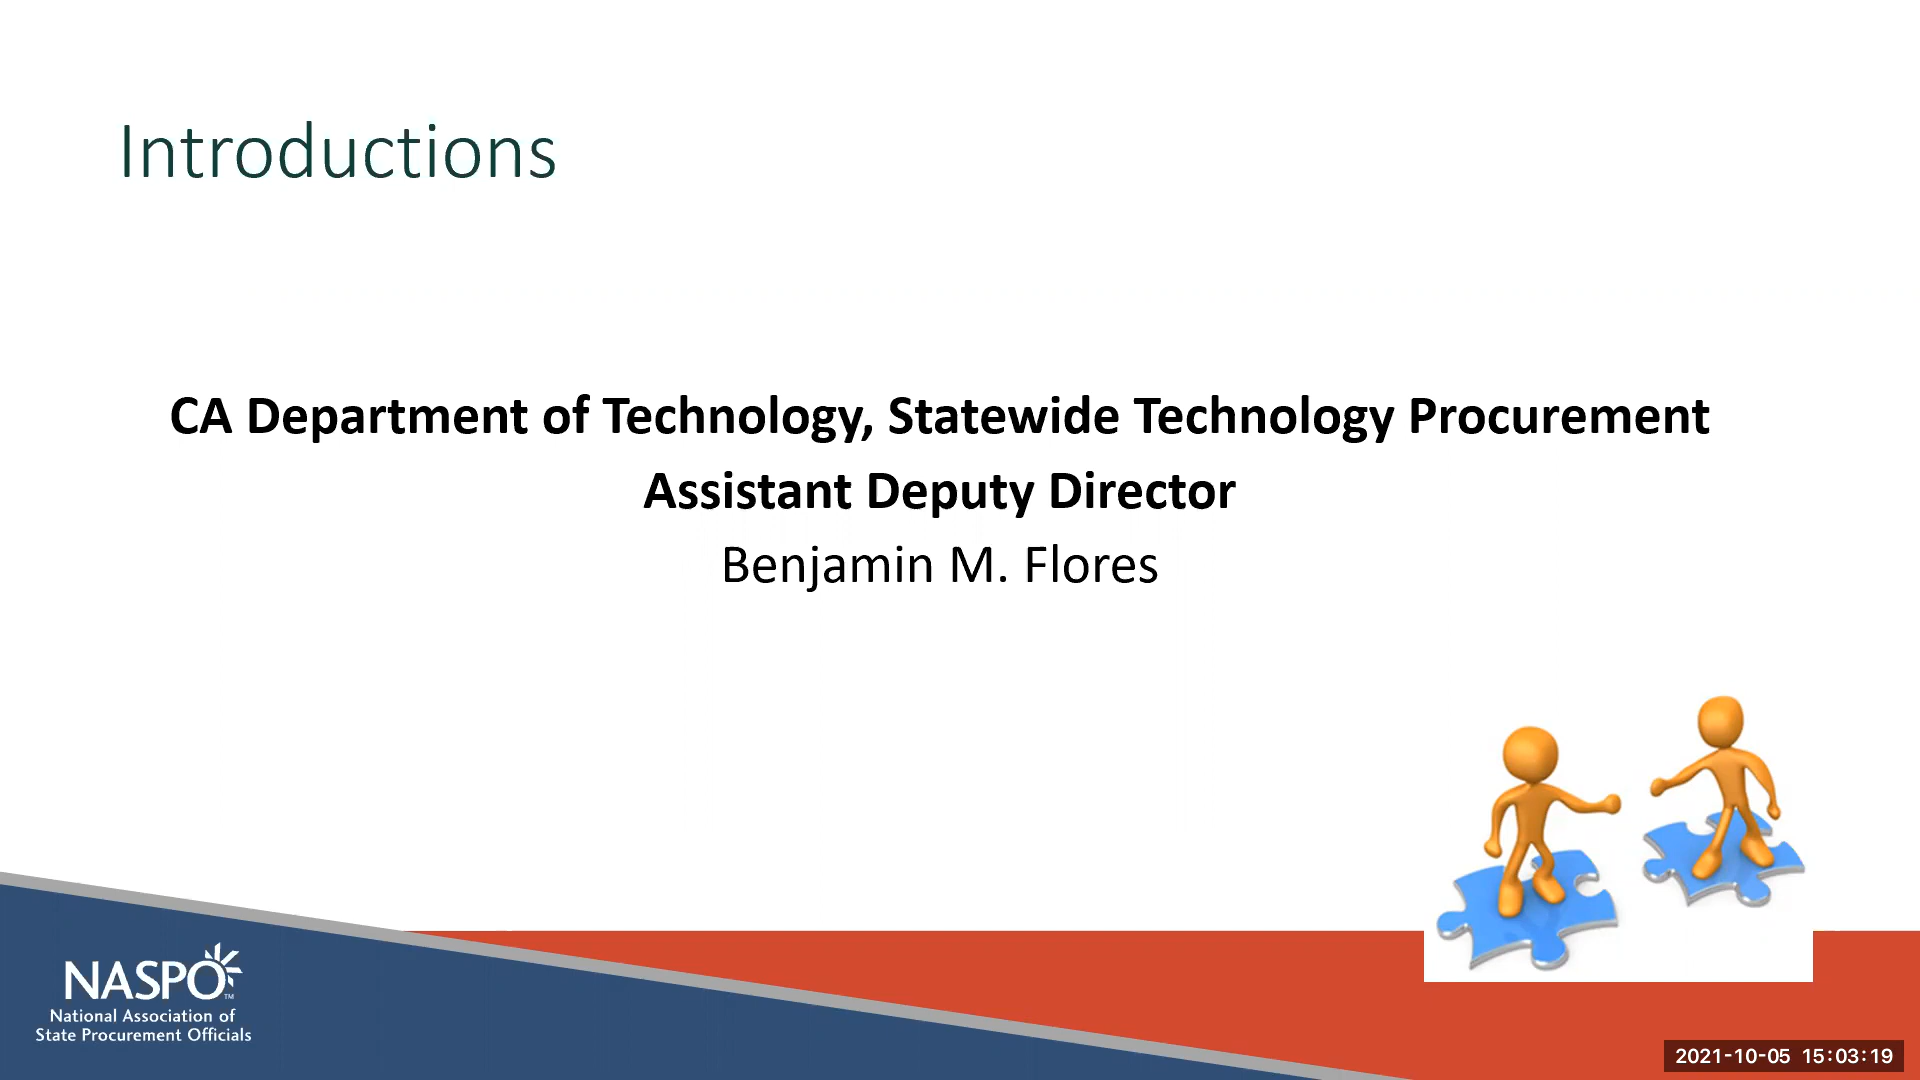 Introductions
CA Department of Technology, Statewide Technology Procurement
Assistant Deputy Director
Benjamin M. Flores
NASPO™
National Association of
State Procurement Officials
2021-10-05 15:03:19